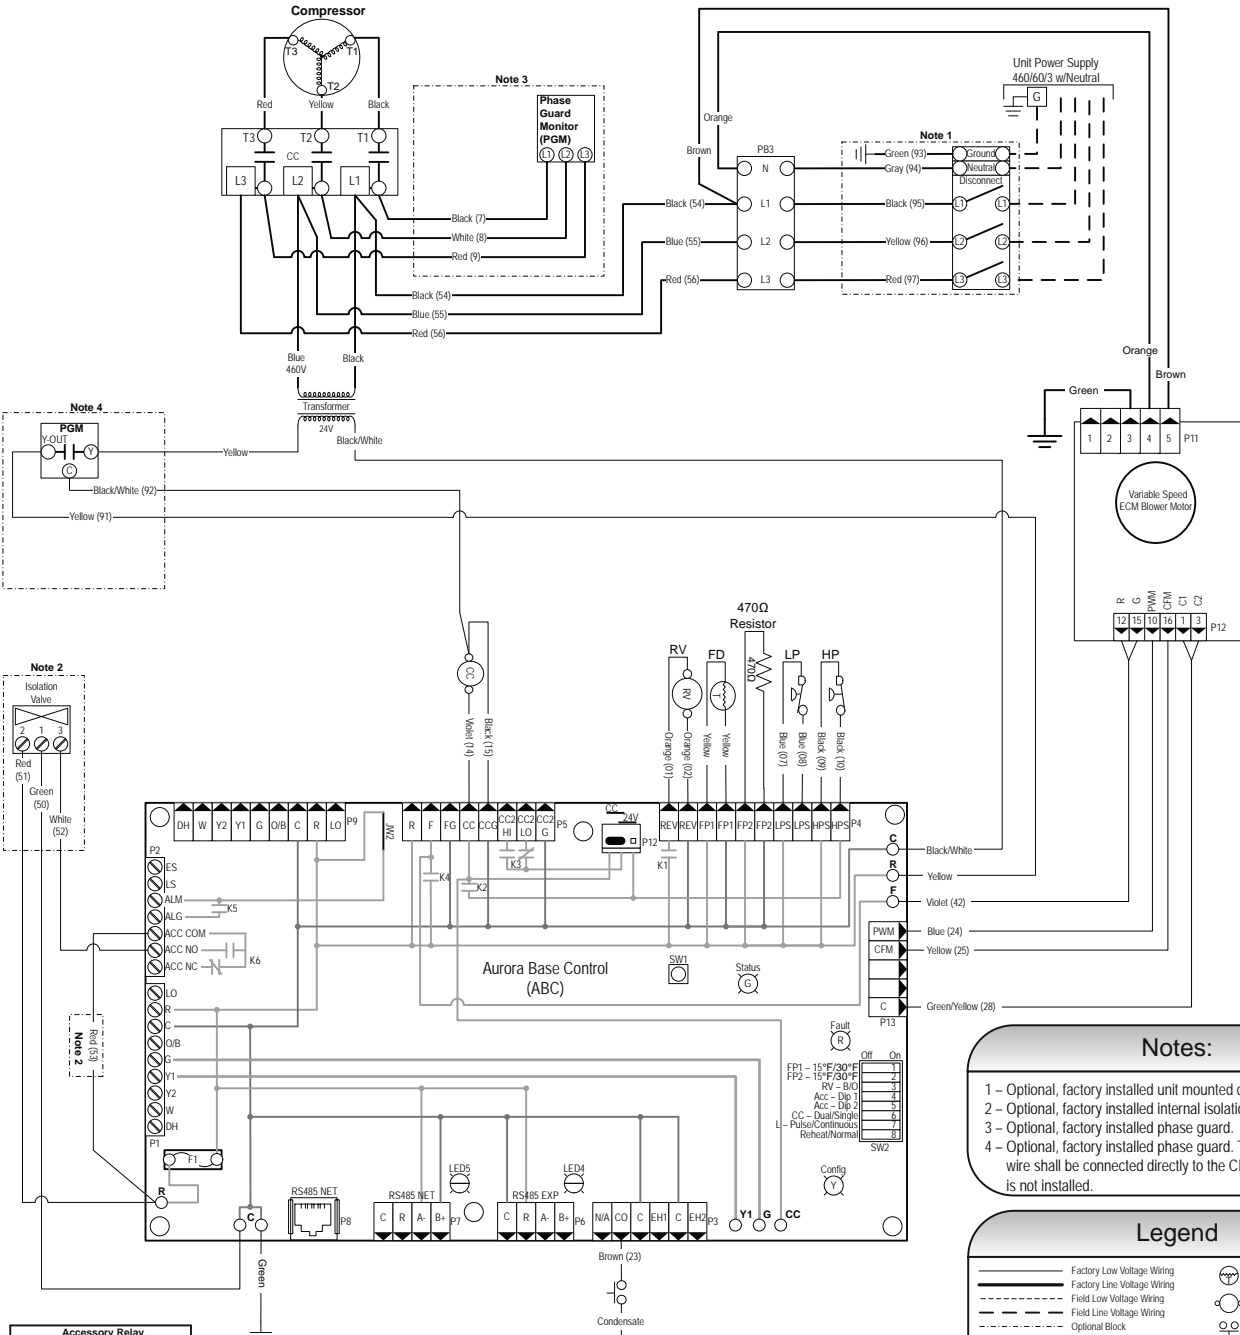 Compressor
T3
T1
T2
Red
Yellow
Black
T3
T2
T1
CC
L3
L2
L1
Note 3
Phase
Guard
Monitor
(PGM)
L1 L2 L3
Black (7)
White (8)
Red (9)
Black (54)
Blue (55)
Red (56)
Orange
Brown
Black (54)
Blue (55)
Red (56)
PB3
N
L1
L2
L3
Unit Power Supply
460/60/3 w/Neutral
G
Note 1
Green (93)
Ground
Gray (94)
Neutral
Disconnect
Black (95)
L1
L1
Yellow (96)
L2
L2
Red (97)
L3
L3
Blue
460V
Black
Transformer
24V
Black/White
Yellow
Orange
Brown
Green
1 2 3 4 5 P11
Variable Speed
ECM Blower Motor
R G PWM CFM C1 C2
12 15 10 16 1 3 P12
Note 4
PGM
Y-OUT
Y
C
Black/White (92)
Yellow (91)
Note 2
Isolation
Valve
2 1 3
Red
(51)
Green
(50)
White
(52)
CC
Violet (14)
Black (15)
470Ω
Resistor
470Ω
RV
FD
LP
HP
RV
T
Orange (01)
Orange (02)
Yellow
Yellow
Blue (07)
Blue (08)
Black (09)
Black (10)
DH W Y2 Y1 G O/B C R LO P9
JW2
R F FG CC CCG CC2 HI CC2 LO CC2 G P5
CC
24V
P12
REV REV FP1 FP1 FP2 FP2 LPS LPS HPS HPS P4
K1
K2
K3
K4
K5
K6
P2
ES
LS
ALM
ALG
ACC COM
ACC NO
ACC NC
LO
R
C
O/B
G
Y1
Y2
W
DH
P1
F1
R
C
Red (53)
Note 2
Aurora Base Control
(ABC)
SW1
Status
G
C
Black/White
R
Yellow
F
Violet (42)
PWM
Blue (24)
CFM
Yellow (25)
C
Green/Yellow (28)
P13
Fault
R
Off On
FP1 – 15°F/30°F 1
FP2 – 15°F/30°F 2
RV – B/O 3
Acc – Dip 1 4
Acc – Dip 2 5
CC – Dual/Single 6
L – Pulse/Continuous 7
Reheat/Normal 8
SW2
Config
Y
RS485 NET
P8
RS485 NET
C R A- B+ P7
LED5
RS485 EXP
C R A- B+ P6
LED4
N/A CO C EH1 C EH2 P3
Y1 G CC
Green
Brown (23)
Condensate
Accessory Relay
Notes:
1 – Optional, factory installed unit mounted
2 – Optional, factory installed internal
3 – Optional, factory installed phase guard.
4 – Optional, factory installed phase guard.
wire shall be connected directly to the
is not installed.
Legend
Factory Low Voltage Wiring
Factory Line Voltage Wiring
Field Low Voltage Wiring
Field Line Voltage Wiring
Optional Block